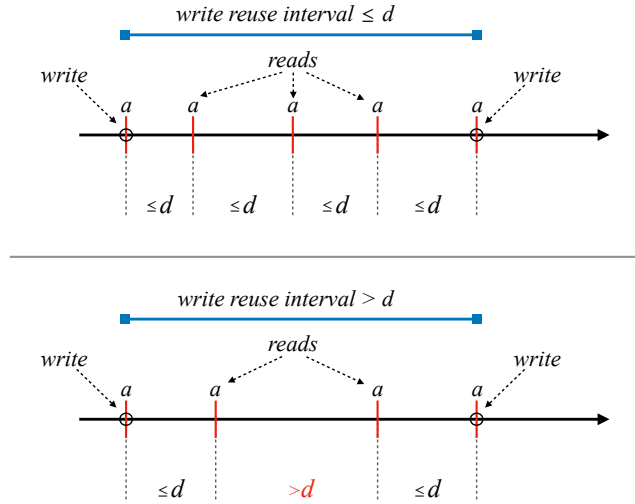 write reuse interval ≤ d
reads
write write
a a a a a
≤d ≤d ≤d ≤d
write reuse interval > d
reads
write write
a a a a
≤d >d ≤d